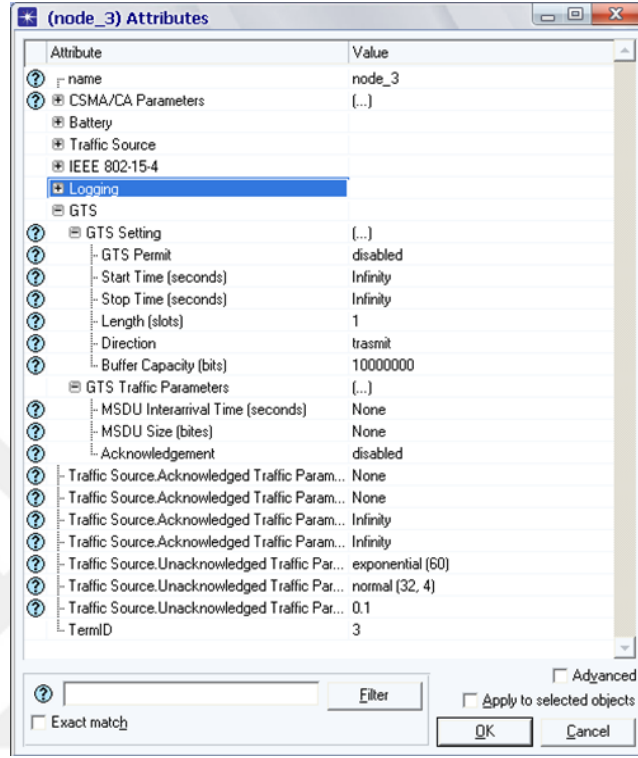 (node_3) Attributes
Attribute Value
name node_3
CSMA/CA Parameters (...)
Battery
Traffic Source
IEEE 802-15-4
Logging
GTS
GTS Setting (...)
GTS Permit disabled
Start Time (seconds) Infinity
Stop Time (seconds) Infinity
Length (slots) 1
Direction trasmit
Buffer Capacity (bits) 10000000
GTS Traffic Parameters (...)
MSDU Interarrival Time (seconds) None
MSDU Size (bites) None
Acknowledgement disabled
Traffic Source.Acknowledged Traffic Param... None
Traffic Source.Acknowledged Traffic Param... None
Traffic Source.Acknowledged Traffic Param... Infinity
Traffic Source.Acknowledged Traffic Param... Infinity
Traffic Source.Unacknowledged Traffic Par... exponential (60)
Traffic Source.Unacknowledged Traffic Par... normal (32, 4)
Traffic Source.Unacknowledged Traffic Par... 0.1
TermID 3
Advanced
Filter Apply to selected objects
Exact match OK Cancel